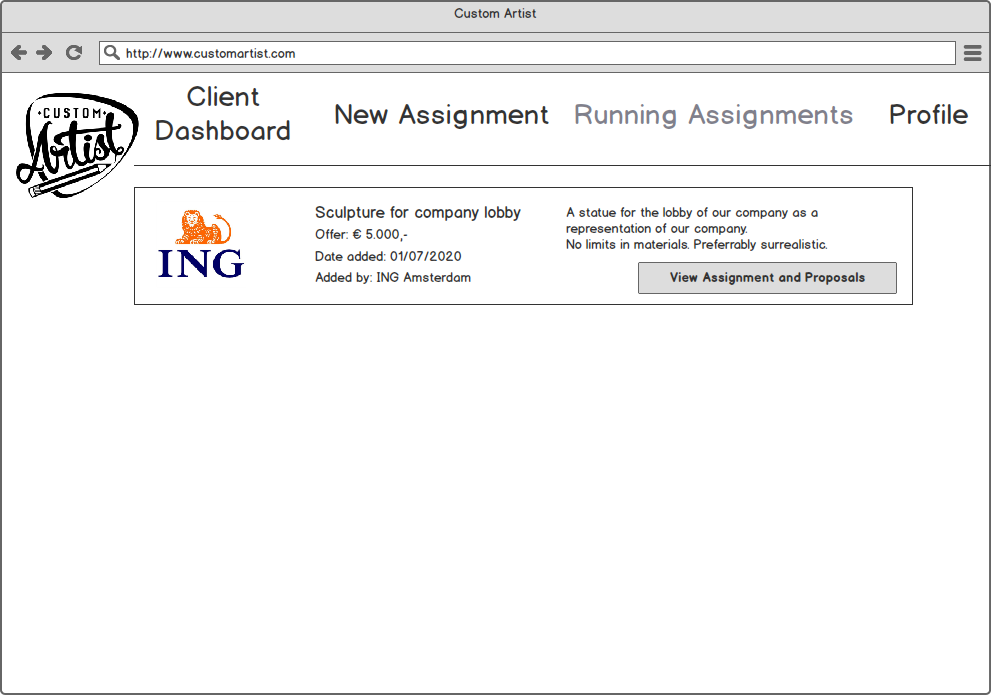 Custom Artist
http://www.customartist.com
·CUSTOM·
Artist
Client
Dashboard
New Assignment
Running Assignments
Profile
ING
Sculpture for company lobby
Offer: € 5.000,-
Date added: 01/07/2020
Added by: ING Amsterdam
A statue for the lobby of our company as a
representation of our company.
No limits in materials. Preferrably surrealistic.
View Assignment and Proposals